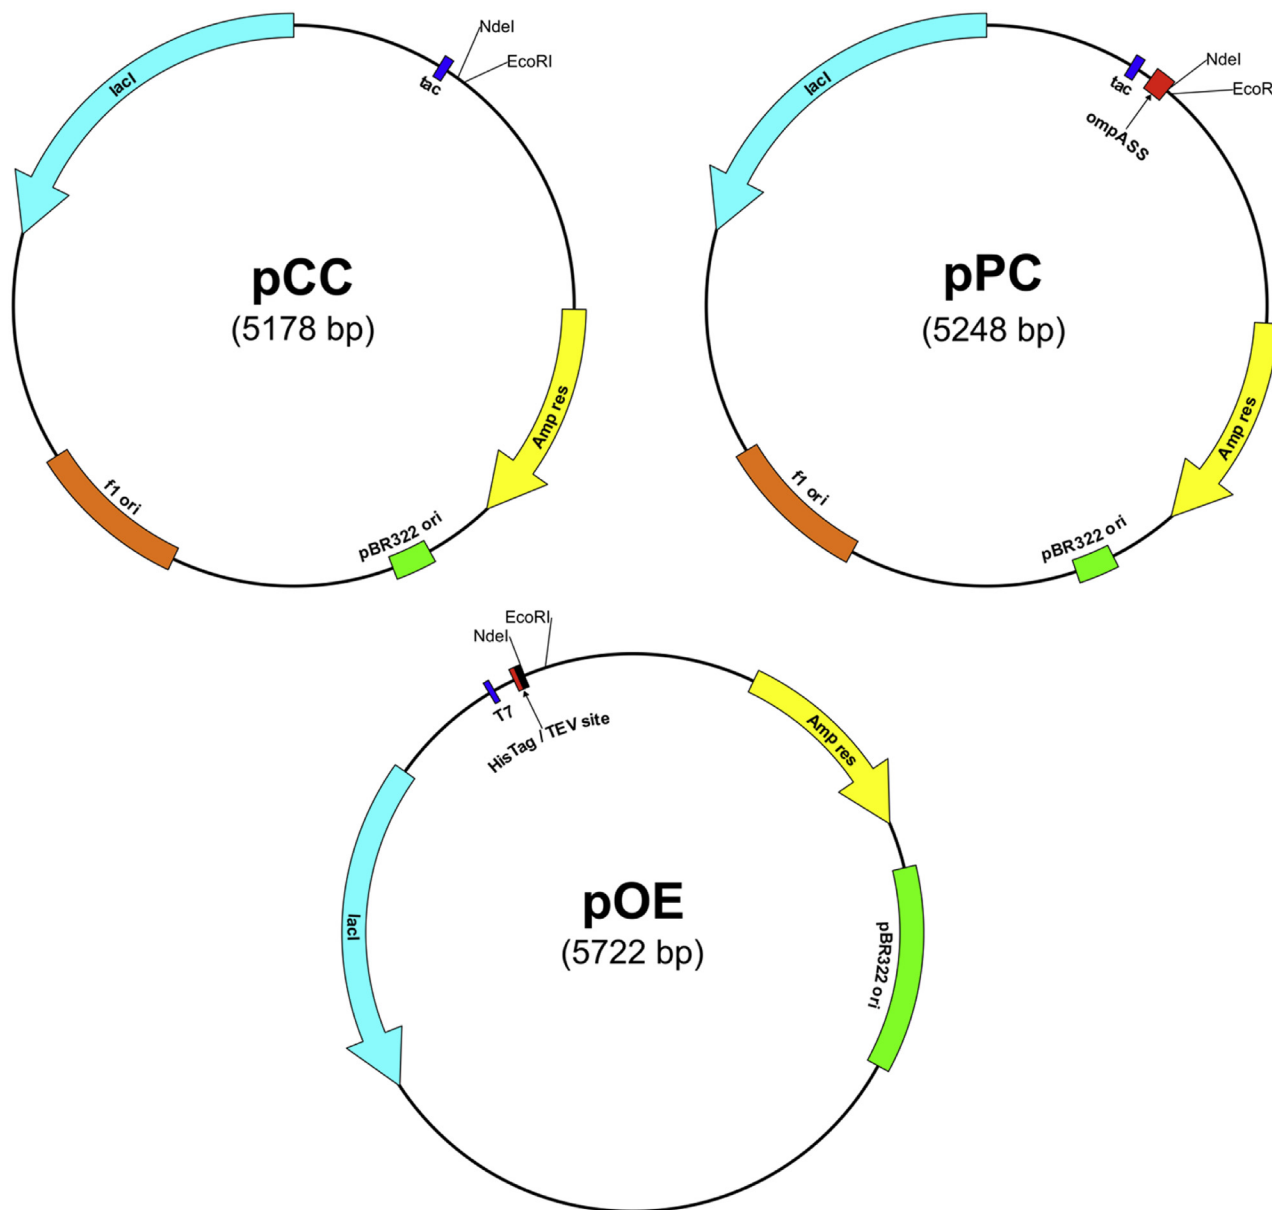 NdeI
EcoRI
tac
lacI
pCC
(5178 bp)
Amp res
pBR322 ori
f1 ori
NdeI
EcoR
tac
ompASS
lacI
pPC
(5248 bp)
Amp res
pBR322 ori
f1 ori
EcoRI
NdeI
T7
HisTag / TEV site
Amp res
lacI
pOE
(5722 bp)
pBR322 ori